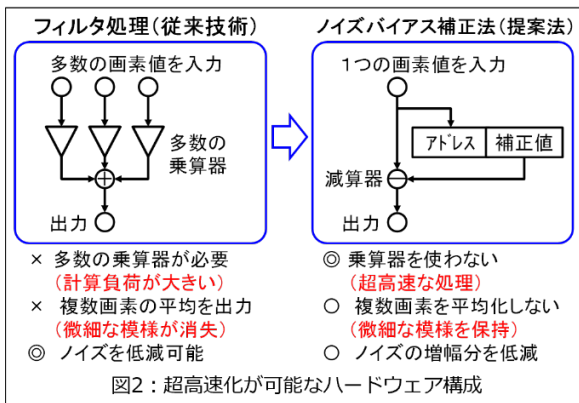 フィルタ処理(従来技術)
多数の画素値を入力
多数の
乗算器
出力
× 多数の乗算器が必要
(計算負荷が大きい)
× 複数画素の平均を出力
(微細な模様が消失)
◎ ノイズを低減可能
ノイズバイアス補正法(提案法)
1つの画素値を入力
アドレス 補正値
減算器
出力
◎ 乗算器を使わない
(超高速な処理)
○ 複数画素を平均化しない
(微細な模様を保持)
○ ノイズの増幅分を低減
図2:超高速化が可能なハードウェア構成